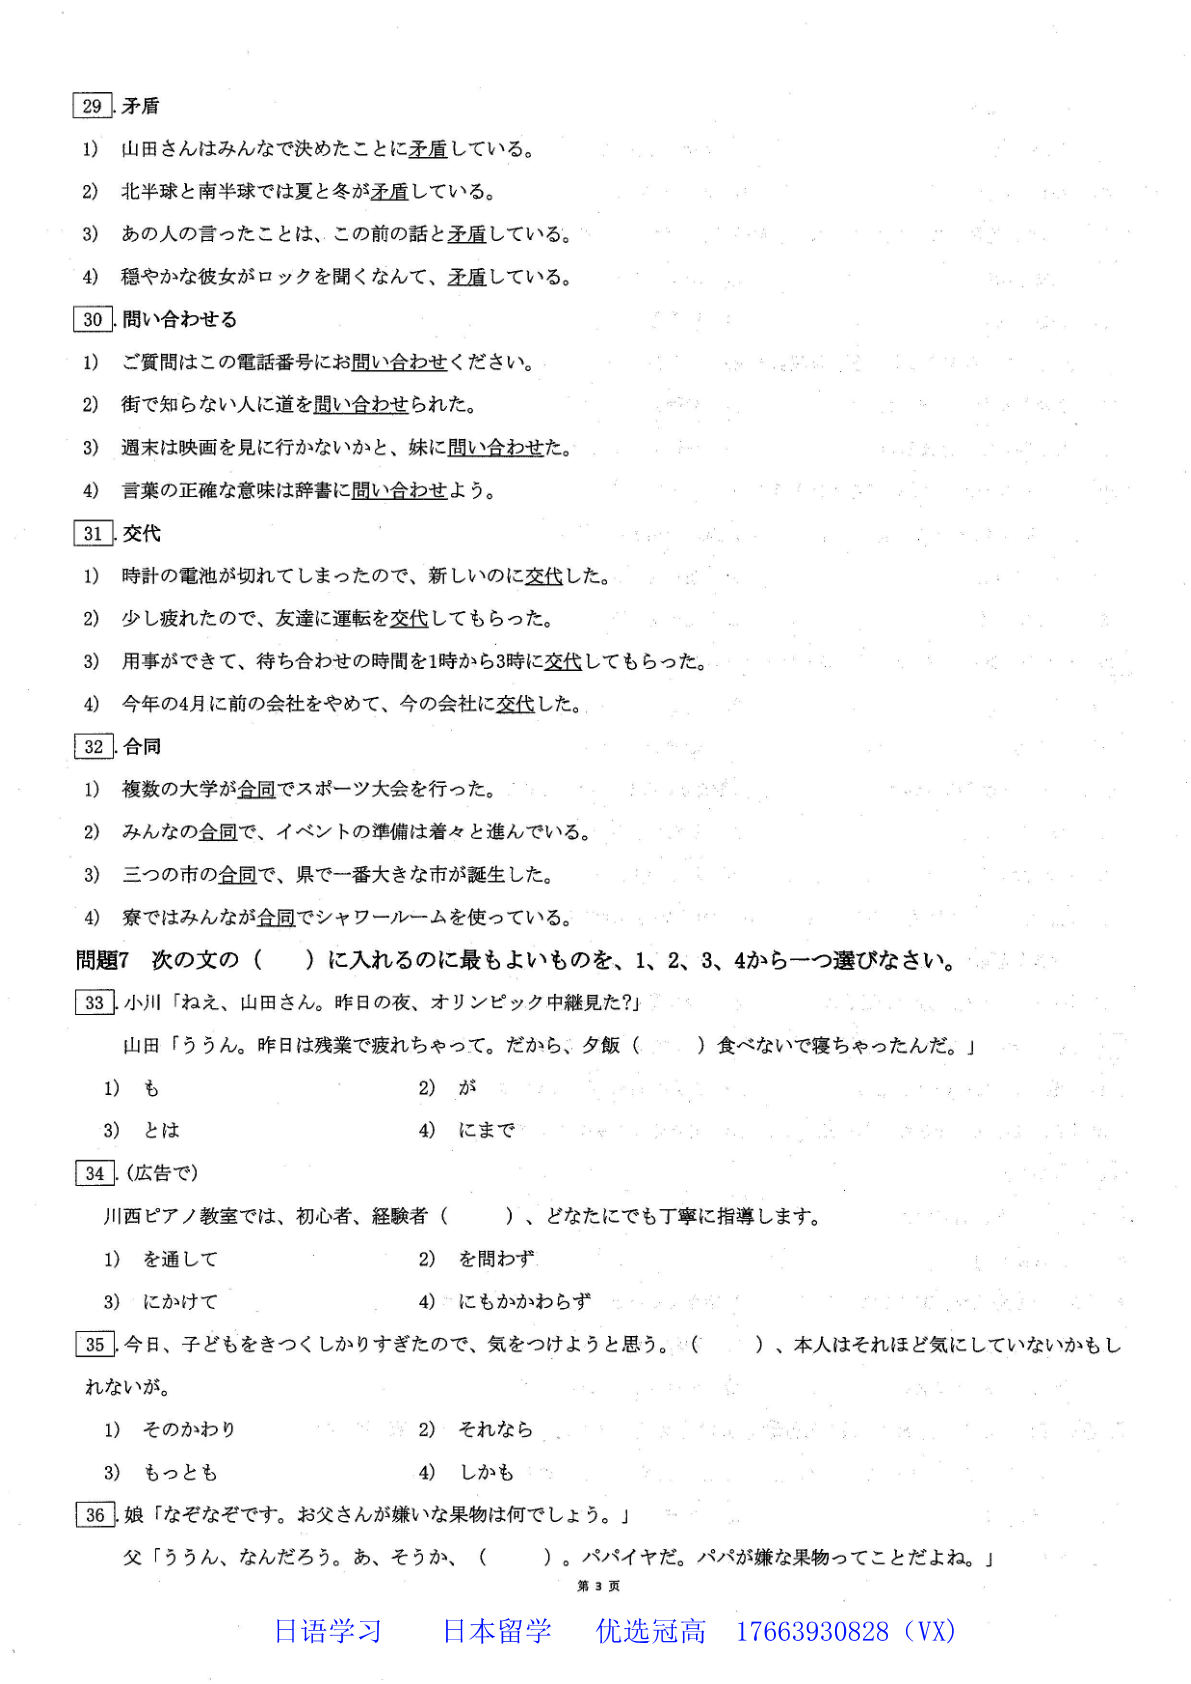 29.矛盾
1) 山田さんはみんなで決めたことに矛盾している。
2) 北半球と南半球では夏と冬が矛盾している。
3) あの人の言ったことは、この前の話と矛盾している。
4) 穏やかな彼女がロックを聞くなんて、矛盾している。
30.問い合わせる
1) ご質問はこの電話番号にお問い合わせください。
2) 街で知らない人に道を問い合わせられた。
3) 週末は映画を見に行かないかと、妹に問い合わせた。
4) 言葉の正確な意味は辞書に問い合わせよう。
31.交代
1) 時計の電池が切れてしまったので、新しいのに交代した。
2) 少し疲れたので、友達に運転を交代してもらった。
3) 用事ができて、待ち合わせの時間を1時から3時に交代してもらった。
4) 今年の4月に前の会社をやめて、今の会社に交代した。
32.合同
1) 複数の大学が合同でスポーツ大会を行った。
2) みんなの合同で、イベントの準備は着々と進んでいる。
3) 三つの市の合同で、県で一番大きな市が誕生した。
4) 寮ではみんなが合同でシャワールームを使っている。
問題7 次の文の（ ）に入れるのに最もよいものを、1、2、3、4から一つ選びなさい。
33.小川「ねえ、山田さん。昨日の夜、オリンピック中継見た?」
山田「ううん。昨日は残業で疲れちゃって。だから、夕飯（ ）食べないで寝ちゃったんだ。」
1) も 2) が
3) とは 4) にまで
34.(広告で)
川西ピアノ教室では、初心者、経験者（ ）、どなたにでも丁寧に指導します。
1) を通して 2) を問わず
3) にかけて 4) にもかかわらず
35.今日、子どもをきつくしかりすぎたので、気をつけようと思う。（ ）、本人はそれほど気にしていないかもし
れないが。
1) そのかわり 2) それなら
3) もっとも 4) しかも
36.娘「なぞなぞです。お父さんが嫌いな果物は何でしょう。」
父「ううん、なんだろう。あ、そうか、（ ）。パパイヤだ。パパが嫌な果物ってことだよね。」
第 3 页
日语学习 日本留学 优选冠高 17663930828（VX）